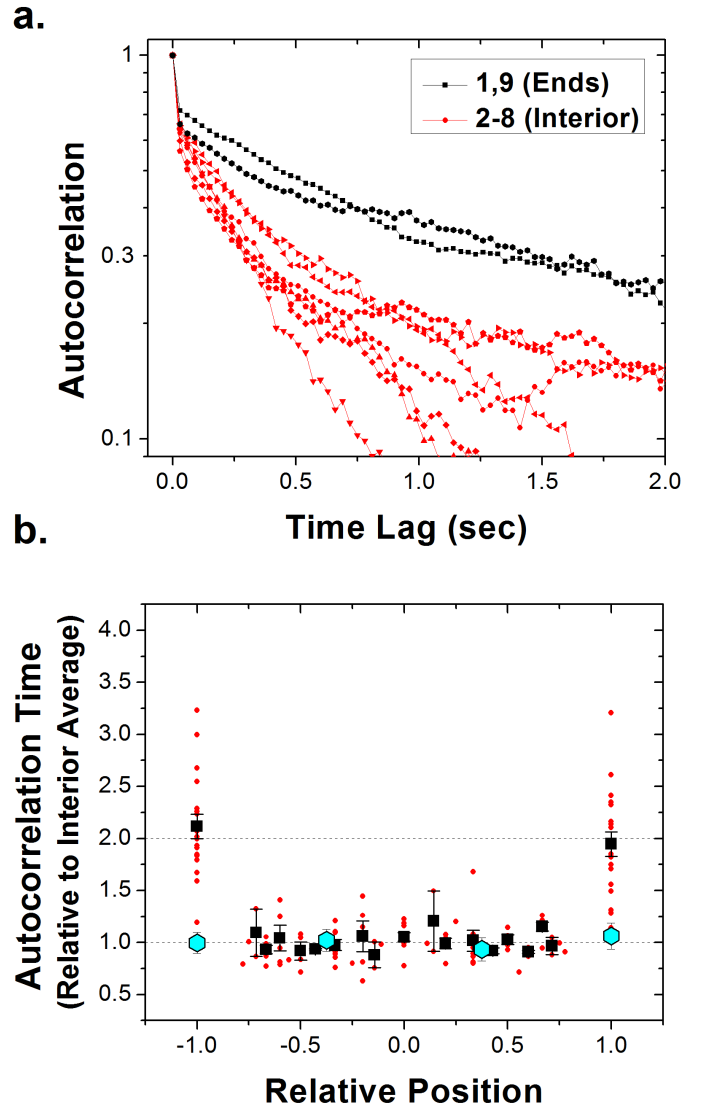 a.
1
0.3
0.1
Autocorrelation
1,9 (Ends)
2-8 (Interior)
0.0 0.5 1.0 1.5 2.0
Time Lag (sec)
b.
4.0
3.5
3.0
2.5
2.0
1.5
1.0
0.5
Autocorrelation Time
(Relative to Interior Average)
-1.0 -0.5 0.0 0.5 1.0
Relative Position